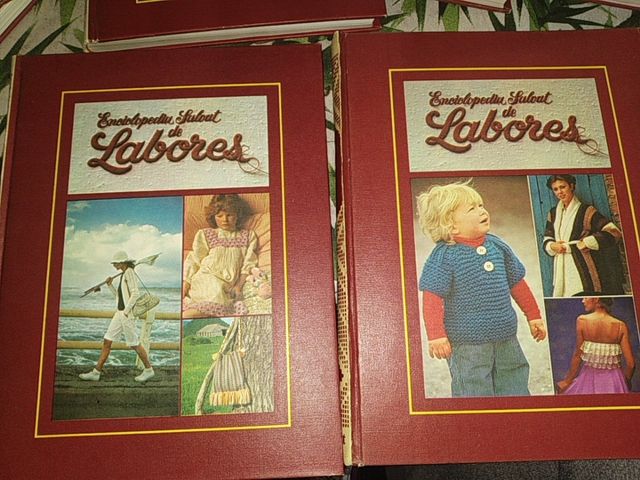 Enciclopedia Salvat
de
Labores
Enciclopedia Salvat
de
Labores